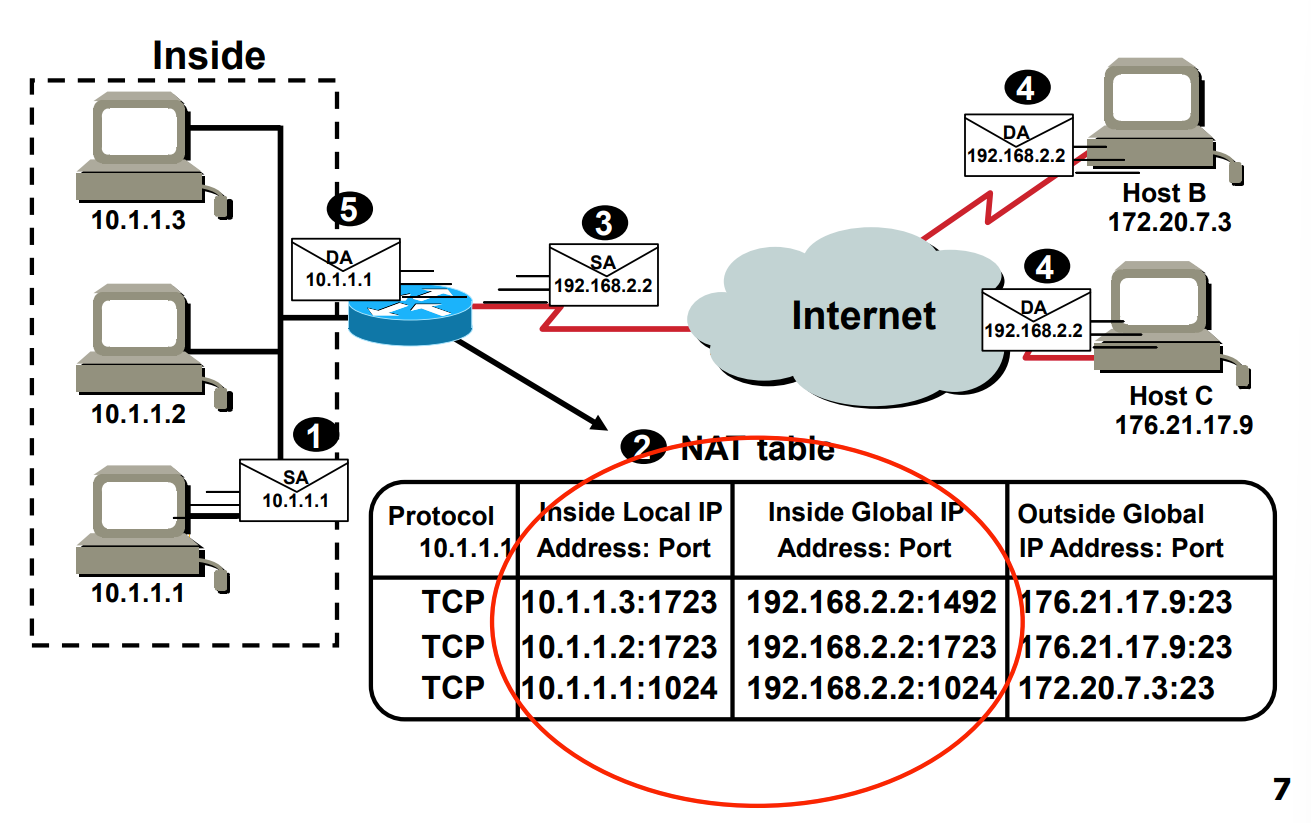 Inside
10.1.1.3
10.1.1.2
10.1.1.1
1
SA
10.1.1.1
5
DA
10.1.1.1
3
SA
192.168.2.2
Internet
4
DA
192.168.2.2
Host B
172.20.7.3
4
DA
192.168.2.2
Host C
176.21.17.9
2 NAT table
Protocol
10.1.1.1
Inside Local IP
Address: Port
Inside Global IP
Address: Port
Outside Global
IP Address: Port
TCP 10.1.1.3:1723 192.168.2.2:1492 176.21.17.9:23
TCP 10.1.1.2:1723 192.168.2.2:1723 176.21.17.9:23
TCP 10.1.1.1:1024 192.168.2.2:1024 172.20.7.3:23
7